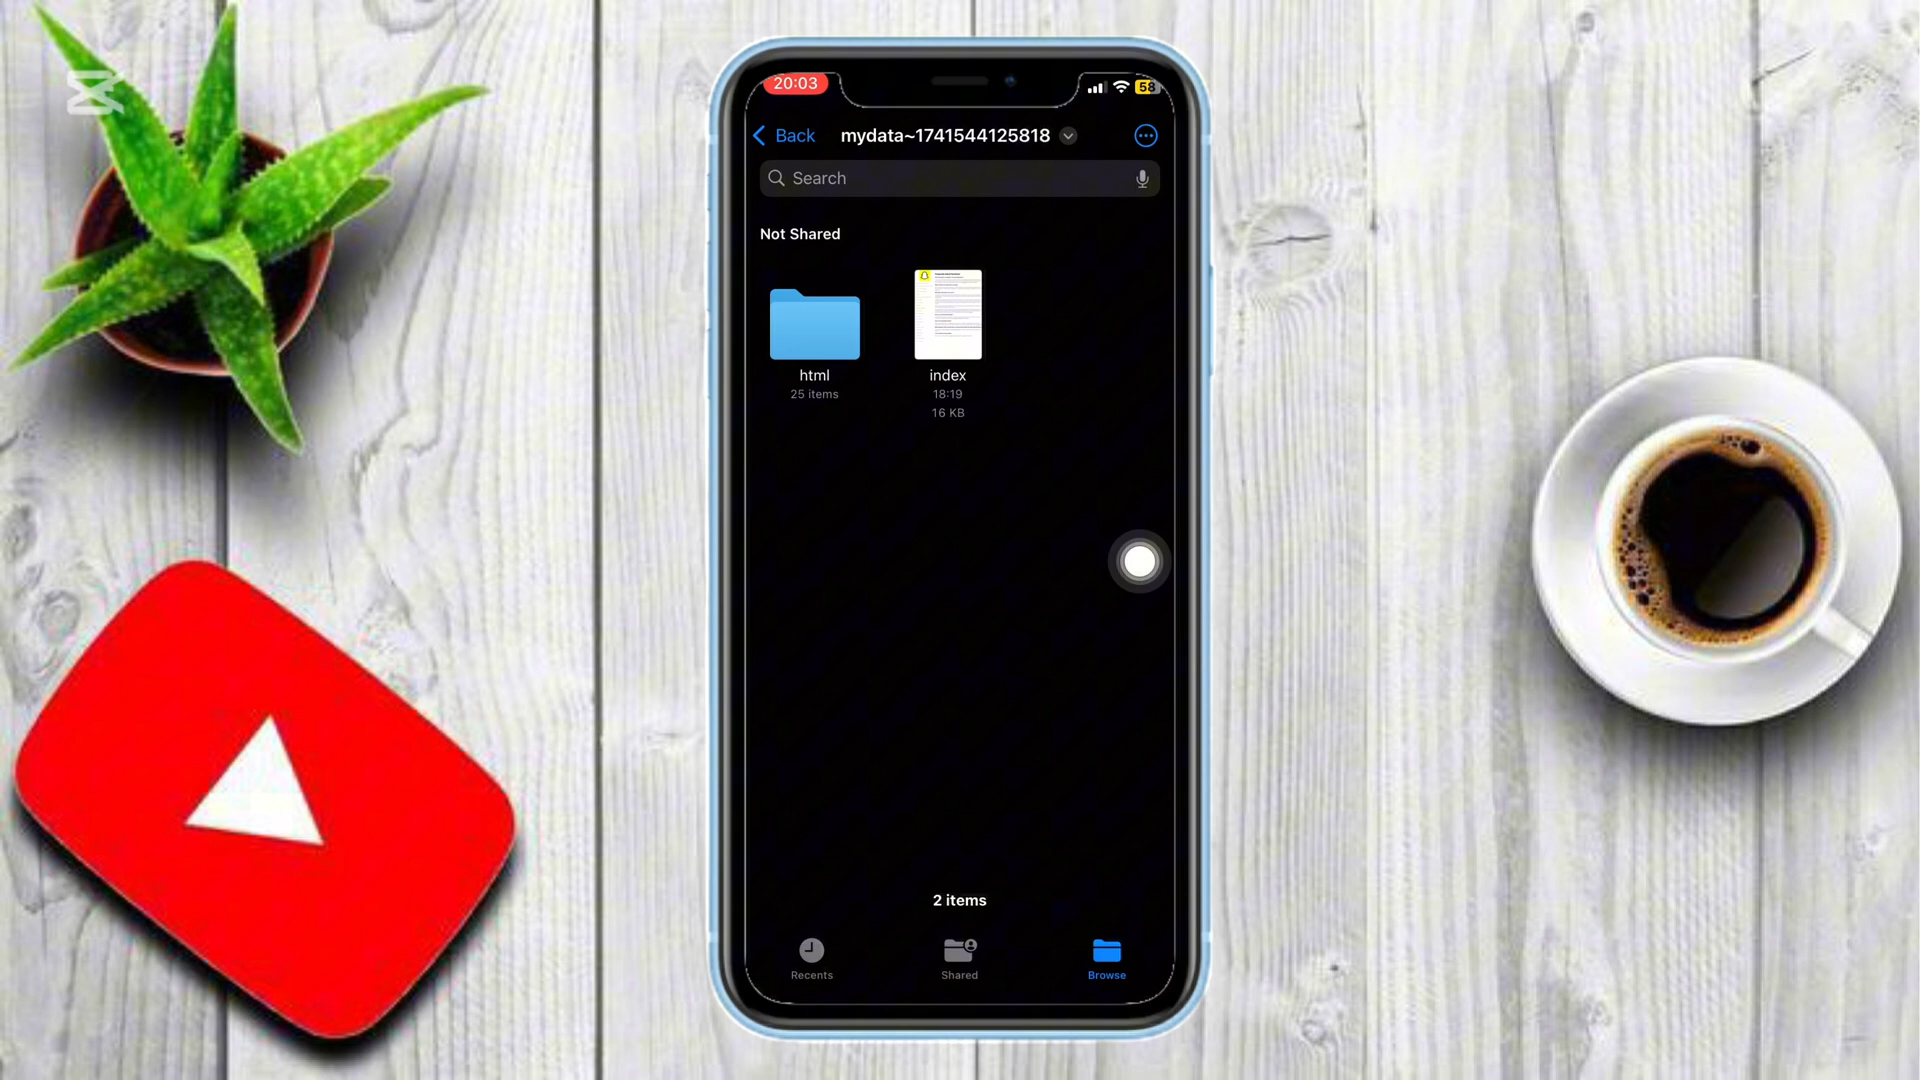 20:03
58
Back
mydata~1741544125818
Search
Not Shared
html
25 items
index
18:19
16 KB
2 items
Recents
Shared
Browse